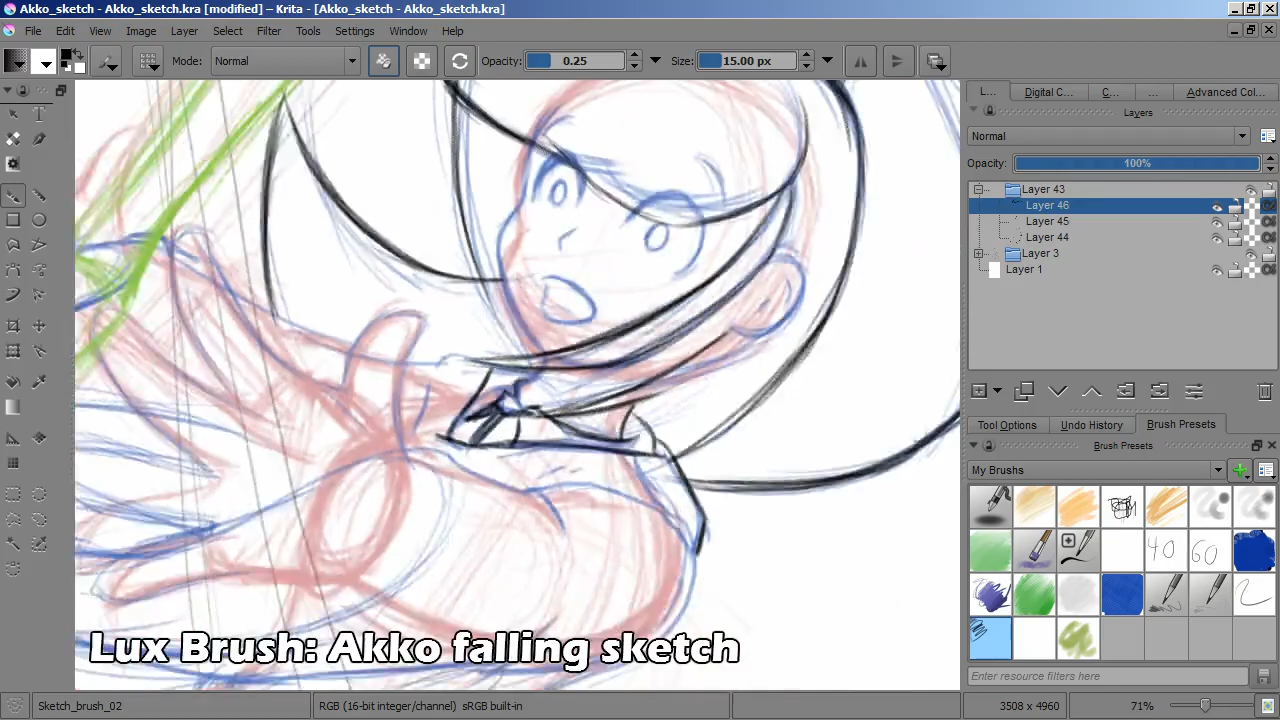 Akko_sketch - Akko_sketch.kra [modified] – Krita - [Akko_sketch - Akko_sketch.kra]
File Edit View Image Layer Select Filter Tools Settings Window Help
Mode: Normal Opacity: 0.25 Size: 15.00 px
L... Digital C... C... ... Advanced Col...
Layers
Normal
Opacity: 100%
Layer 43
Layer 46
Layer 45
Layer 44
Layer 3
Layer 1
Tool Options Undo History Brush Presets
Brush Presets
My Brushes
40 60
Enter resource filters here
Lux Brush: Akko falling sketch
Sketch_brush_02 RGB (16-bit integer/channel) sRGB built-in 3508 x 4960 71%